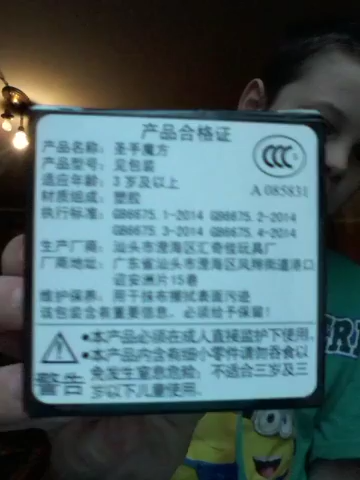 产品合格证
产品名称：圣手魔方
产品型号：见包装
适应年龄：3岁及以上
材质组成：塑胶
执行标准：GB6675.1-2014 GB6675.2-2014
GB6675.3-2014 GB6675.4-2014
生产厂商：汕头市澄海区汇奇佳玩具厂
厂商地址：广东省汕头市澄海区凤翔街道港口
迎安洲片15巷
维护保养：用干抹布擦拭表面污迹
该包装含有重要信息，必须给予保留！
CCC S
A 085831
警告
●本产品必须在成人直接监护下使用。
●本产品内含有细小零件请勿吞食以
免发生窒息危险；不适合三岁及三
岁以下儿童使用。